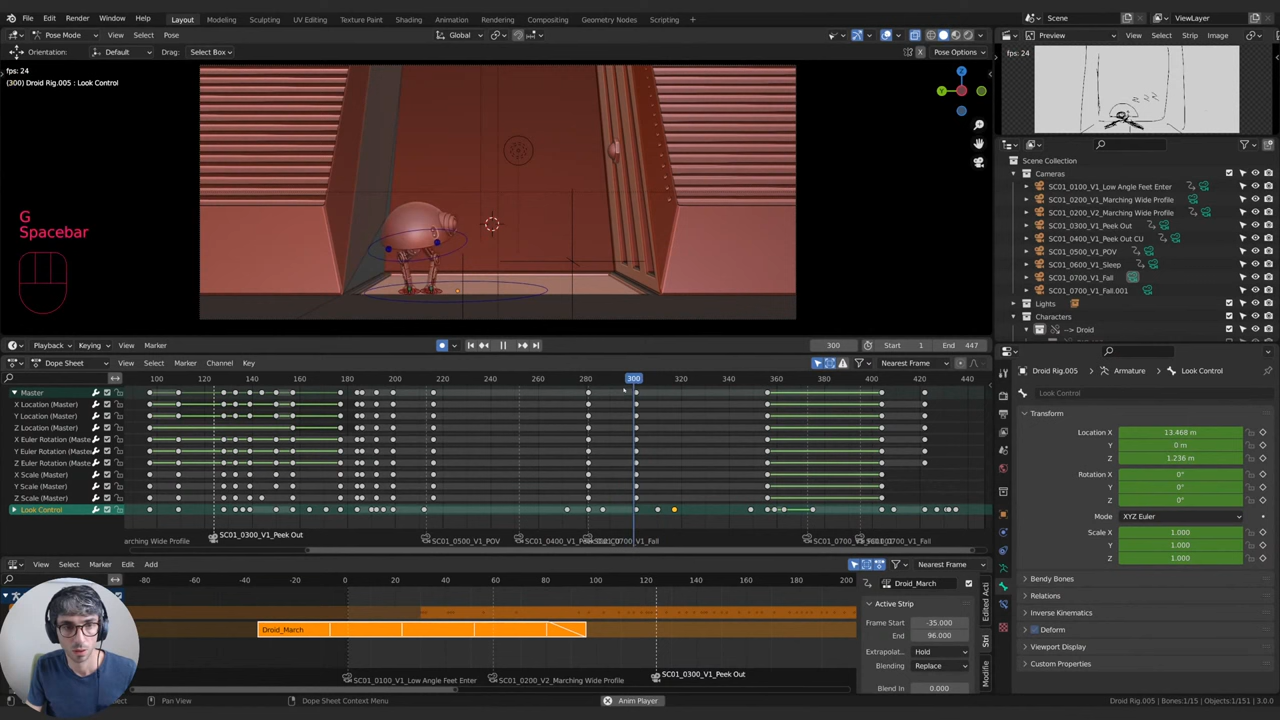 File Edit Render Window Help Layout Modeling Sculpting UV Editing Texture Paint Shading Animation Rendering Compositing Geometry Nodes Scripting + Scene ViewLayer
Pose Mode View Select Pose Global Preview View Select Strip Image
Orientation: Default Drag: Select Box X Pose Options
fps: 24
(300) Droid Rig.005 : Look Control
fps: 24
Z
Y
G
Spacebar
Scene Collection
Cameras
SC01_0100_V1_Low Angle Feet Enter
SC01_0200_V1_Marching Wide Profile
SC01_0200_V2_Marching Wide Profile
SC01_0300_V1_Peek Out
SC01_0400_V1_Peek Out CU
SC01_0500_V1_POV
SC01_0600_V1_Sleep
SC01_0700_V1_Fall
SC01_0700_V1_Fall.001
Lights
Characters
--> Droid
Playback Keying View Marker 300 Start 1 End 447
Dope Sheet View Select Marker Channel Key Nearest Frame
100 120 140 160 180 200 220 240 260 280 300 320 340 360 380 400 420 440
Master
X Location (Master)
Y Location (Master)
Z Location (Master)
X Euler Rotation (Maste
Y Euler Rotation (Maste
Z Euler Rotation (Maste
X Scale (Master)
Y Scale (Master)
Z Scale (Master)
Look Control
arching Wide Profile SC01_0300_V1_Peek Out SC01_0500_V1_POV
View Select Marker Edit Add Nearest Frame
-80 -60 -40 -20 0 20 40 60 80 100 120 140 160 180 200
Droid_March
SC01_0100_V1_Low Angle Feet Enter SC01_0200_V2_Marching Wide Profile SC01_0300_V1_Peek Out
Droid_March
Active Strip
Frame Start -35.000
End 96.000
Extrapolat.. Hold
Blending Replace
Blend In 0.000
Edited Acti
Stri
Modifie
Droid Rig.005 Armature Look Control
Look Control
Transform
Location X 13.468 m
Y 0 m
Z 1.236 m
Rotation X 0°
Y 0°
Z 0°
Mode XYZ Euler
Scale X 1.000
Y 1.000
Z 1.000
Bendy Bones
Relations
Inverse Kinematics
Deform
Viewport Display
Custom Properties
Select Pan View Dope Sheet Context Menu Anim Player Droid Rig.005 | Bones:1/15 | Objects:1/151 | 3.0.0